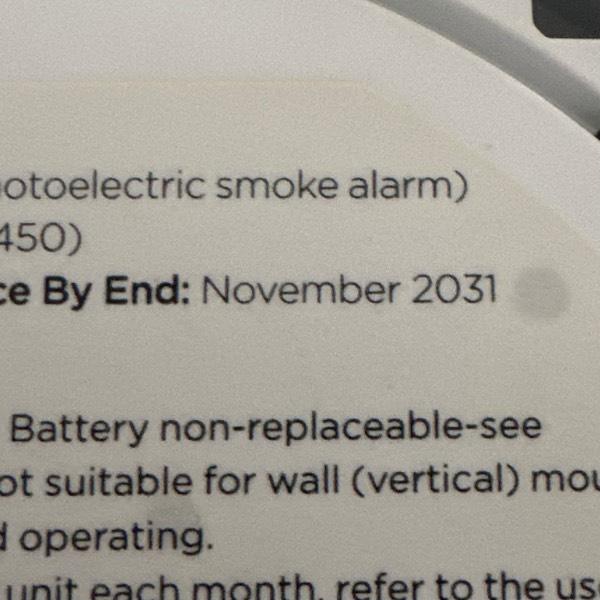 otoelectric smoke alarm)
450)
ce By End: November 2031
Battery non-replaceable-see
ot suitable for wall (vertical) mou
d operating.
unit each month, refer to the use